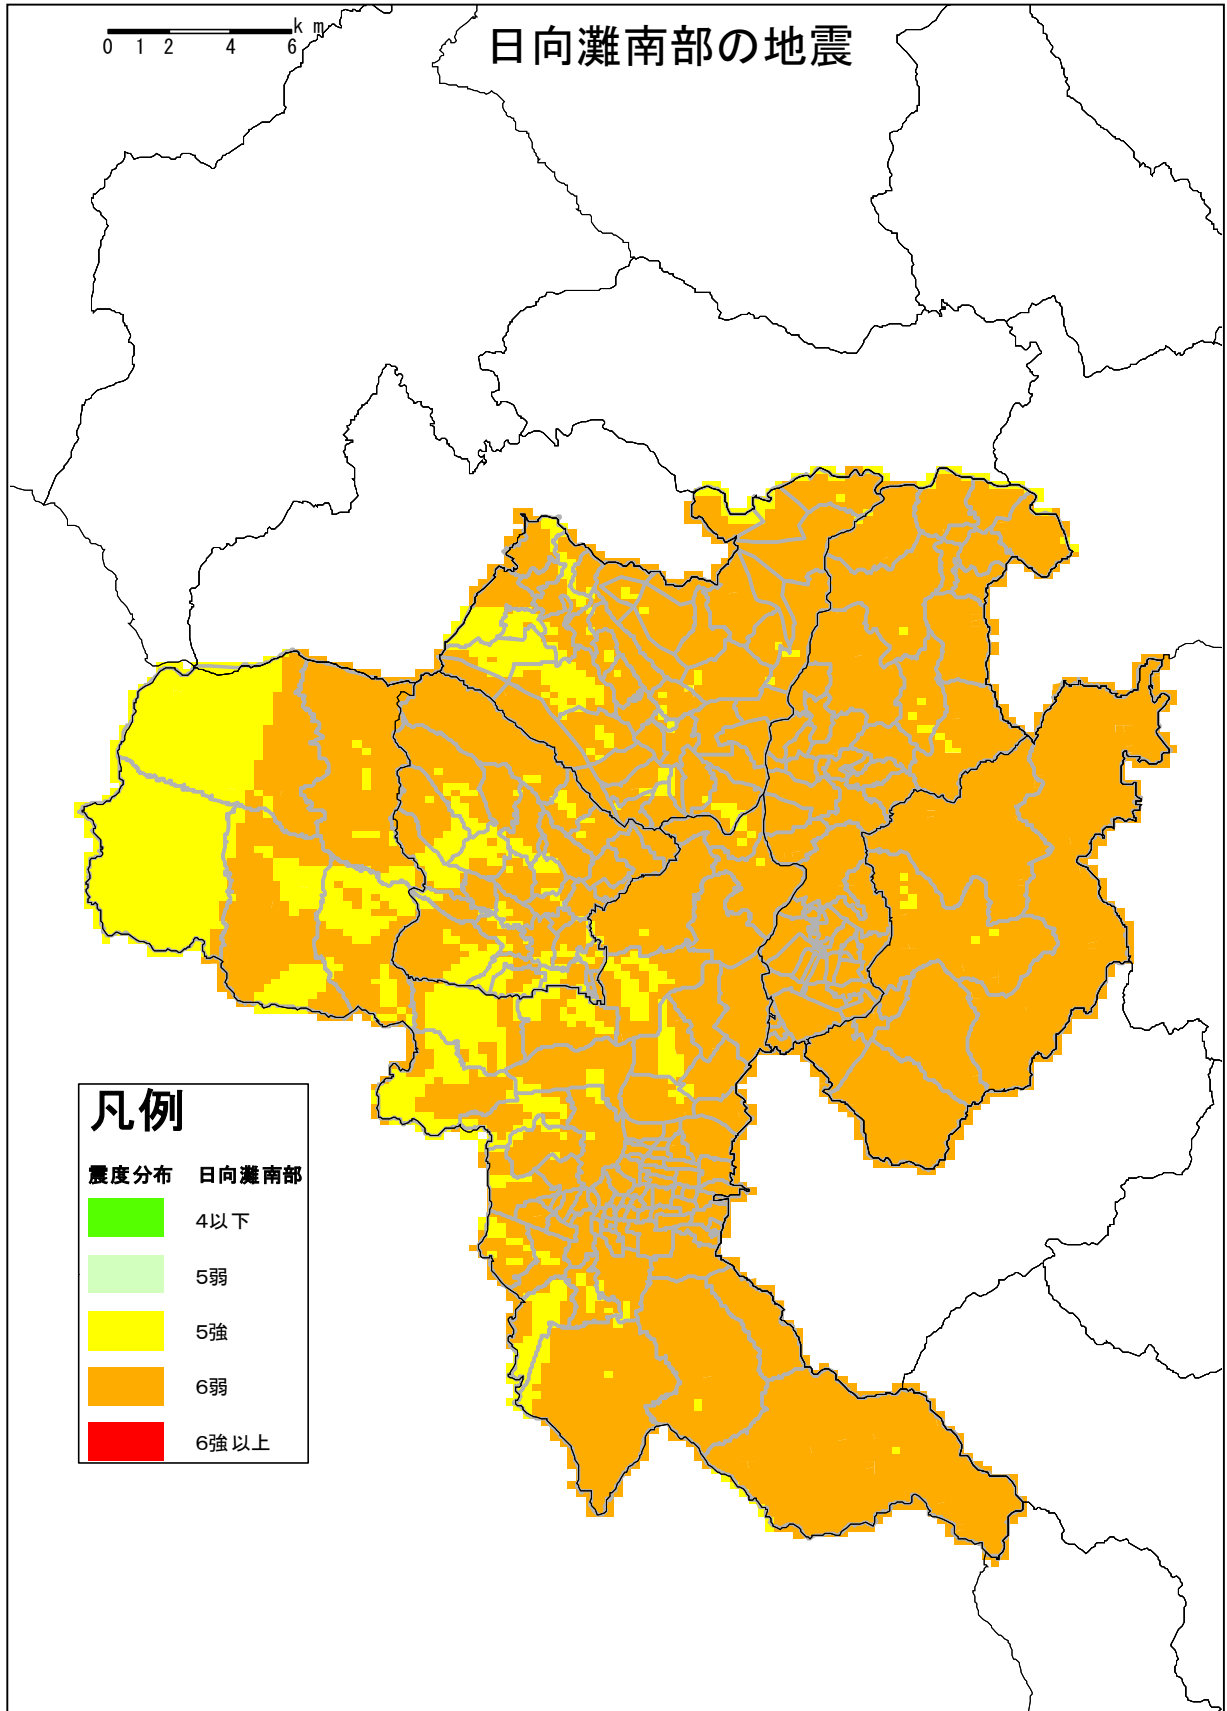 km
0 1 2 4 6
日向灘南部の地震
凡例
震度分布 日向灘南部
4以下
5弱
5強
6弱
6強以上